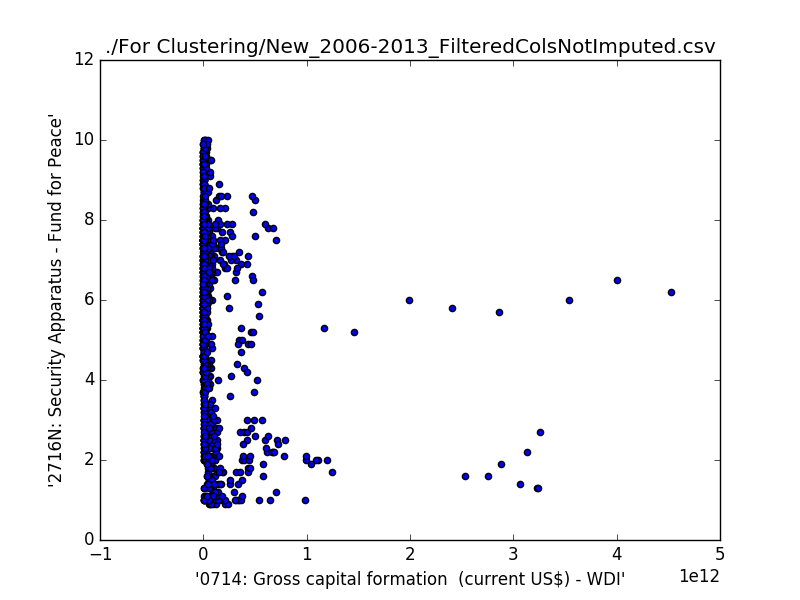 ./For Clustering/New_2006-2013_FilteredColsNotImputed.csv
12
10
8
6
4
2
0
'2716N: Security Apparatus - Fund for Peace'
−1 0 1 2 3 4 5
1e12
'0714: Gross capital formation  (current US$) - WDI'